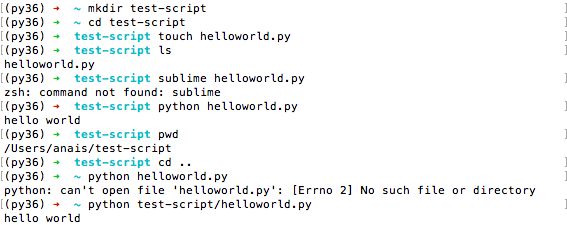 (py36) ➜ ~ mkdir test-script
(py36) ➜ ~ cd test-script
(py36) ➜ test-script touch helloworld.py
(py36) ➜ test-script ls
helloworld.py
(py36) ➜ test-script sublime helloworld.py
zsh: command not found: sublime
(py36) ➜ test-script python helloworld.py
hello world
(py36) ➜ test-script pwd
/Users/anais/test-script
(py36) ➜ test-script cd ..
(py36) ➜ ~ python helloworld.py
python: can't open file 'helloworld.py': [Errno 2] No such file or directory
(py36) ➜ ~ python test-script/helloworld.py
hello world